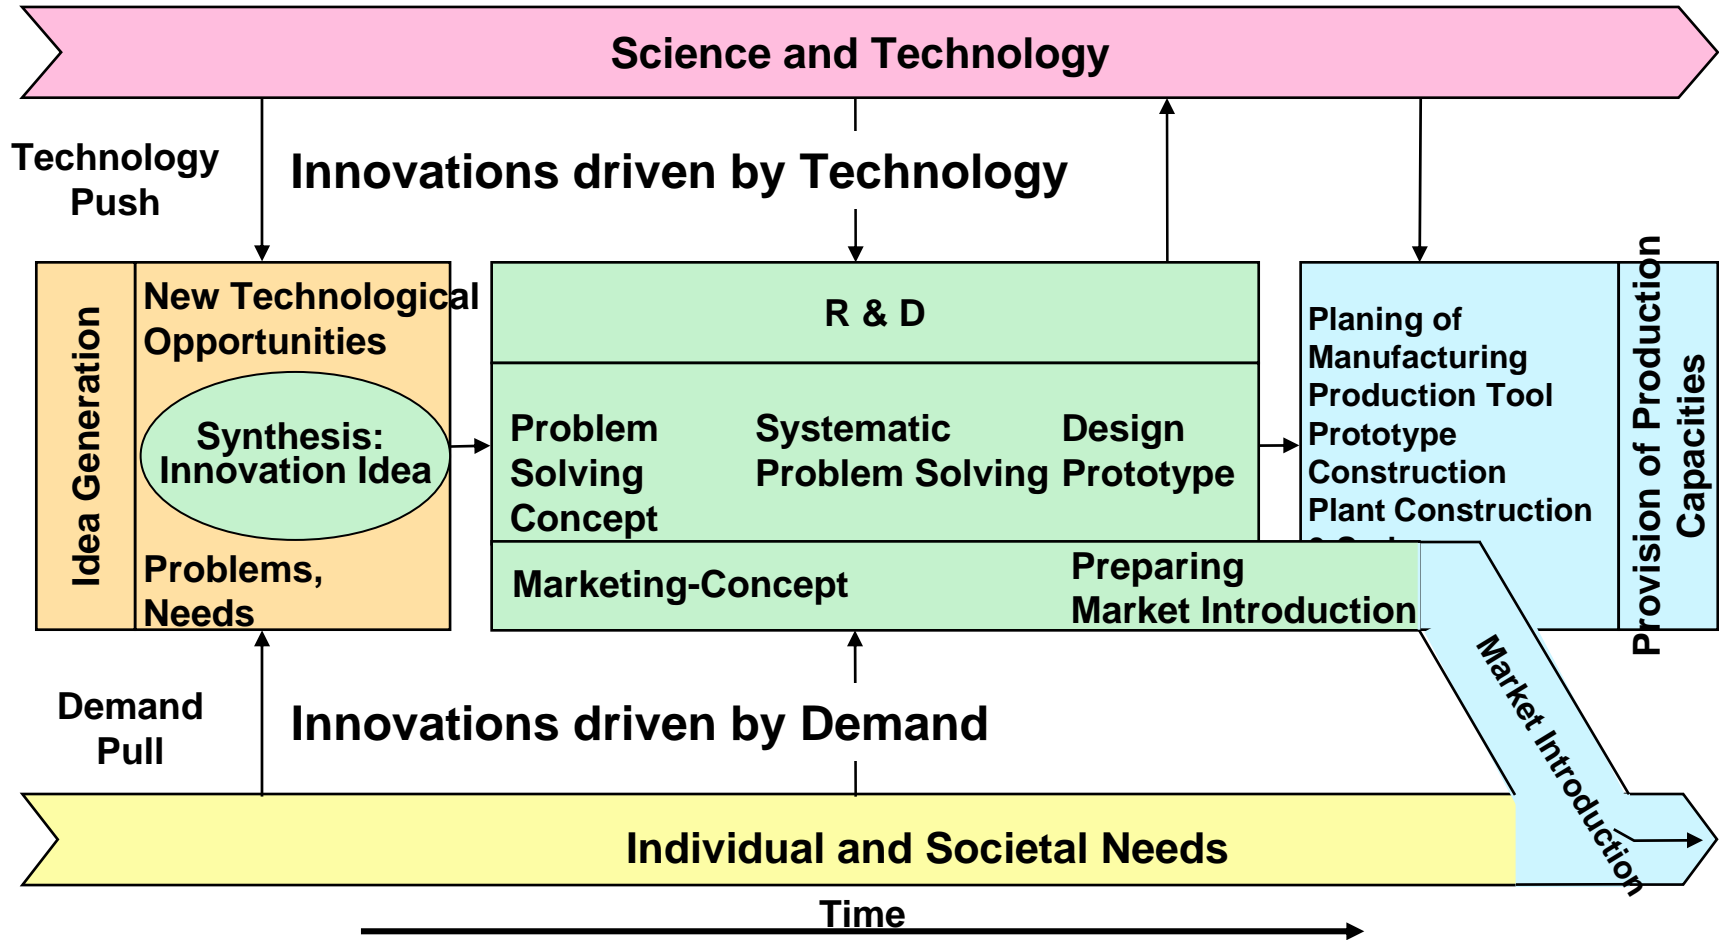 Science and Technology
Technology
Push
Innovations driven by Technology
Idea Generation
New Technological
Opportunities
Synthesis:
Innovation Idea
Problems,
Needs
R & D
Problem
Solving
Concept
Systematic
Problem Solving
Design
Prototype
Marketing-Concept
Preparing
Market Introduction
Planing of
Manufacturing
Production Tool
Prototype
Construction
Plant Construction
Provision of Production
Capacities
Market Introduction
Demand
Pull
Innovations driven by Demand
Individual and Societal Needs
Time